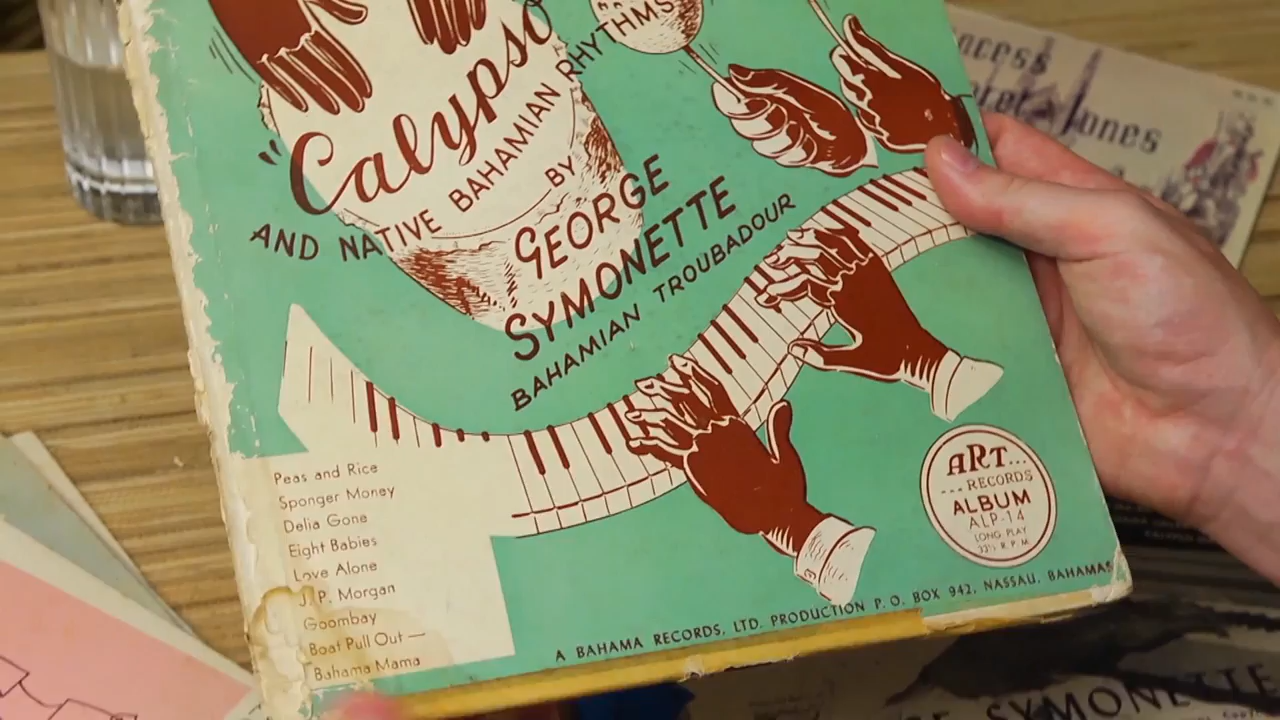 "Calypso
AND NATIVE BAHAMIAN RHYTHMS
BY
GEORGE
SYMONETTE
BAHAMIAN TROUBADOUR
Peas and Rice
Sponger Money
Delia Gone
Eight Babies
Love Alone
J. P. Morgan
Goombay
Boat Pull Out —
Bahama Mama
ART...
...RECORDS
ALBUM
ALP-14
LONG PLAY
33⅓ R.P.M.
A BAHAMA RECORDS, LTD. PRODUCTION P. O. BOX 942, NASSAU, BAHAMAS
Jones
SYMONETTE